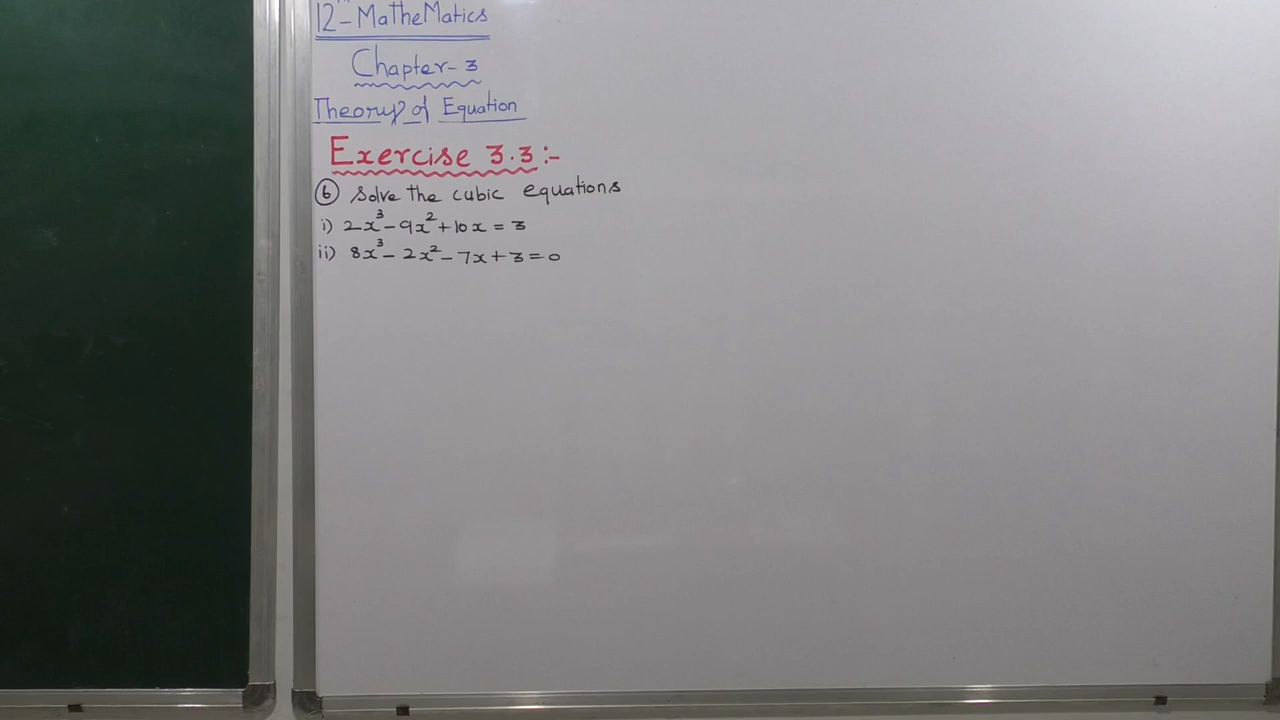 12 - MatheMatics
Chapter - 3
Theory of Equation
Exercise 3.3 :-
6 Solve the cubic equations
i) 2x³ - 9x² + 10x = 3
ii) 8x³ - 2x² - 7x + 3 = 0